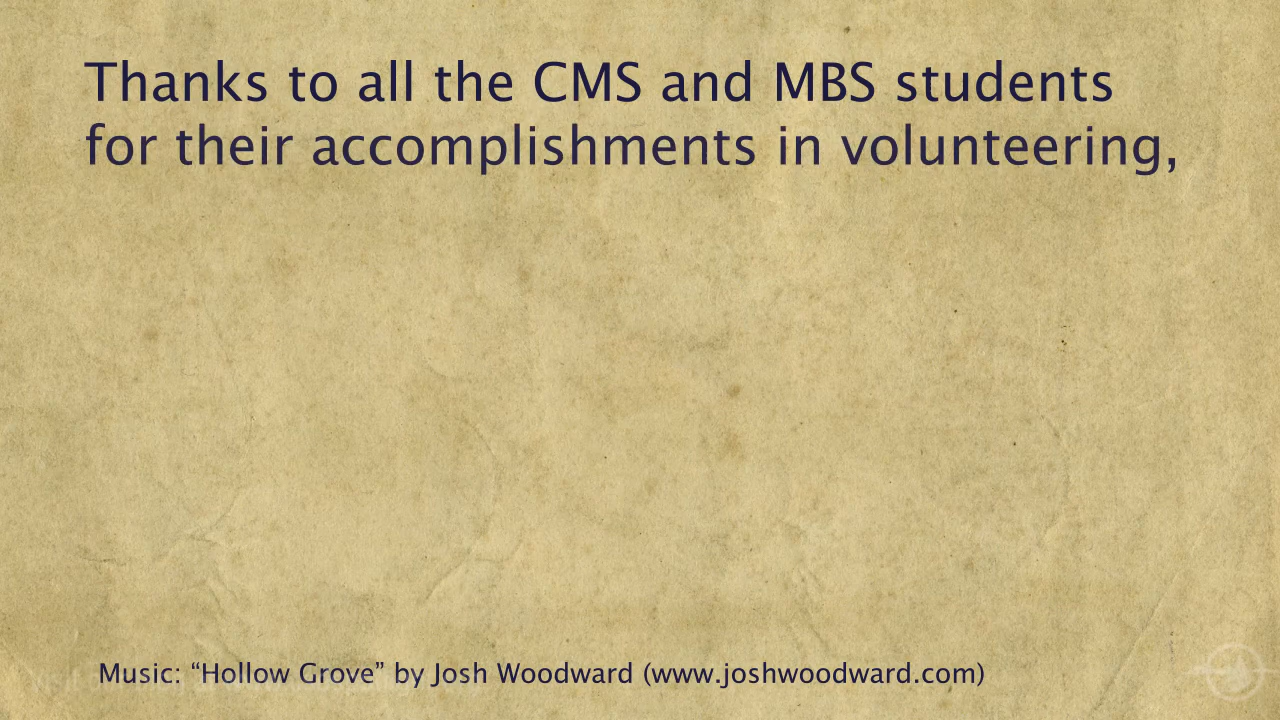 Thanks to all the CMS and MBS students
for their accomplishments in volunteering,
Music: “Hollow Grove” by Josh Woodward (www.joshwoodward.com)